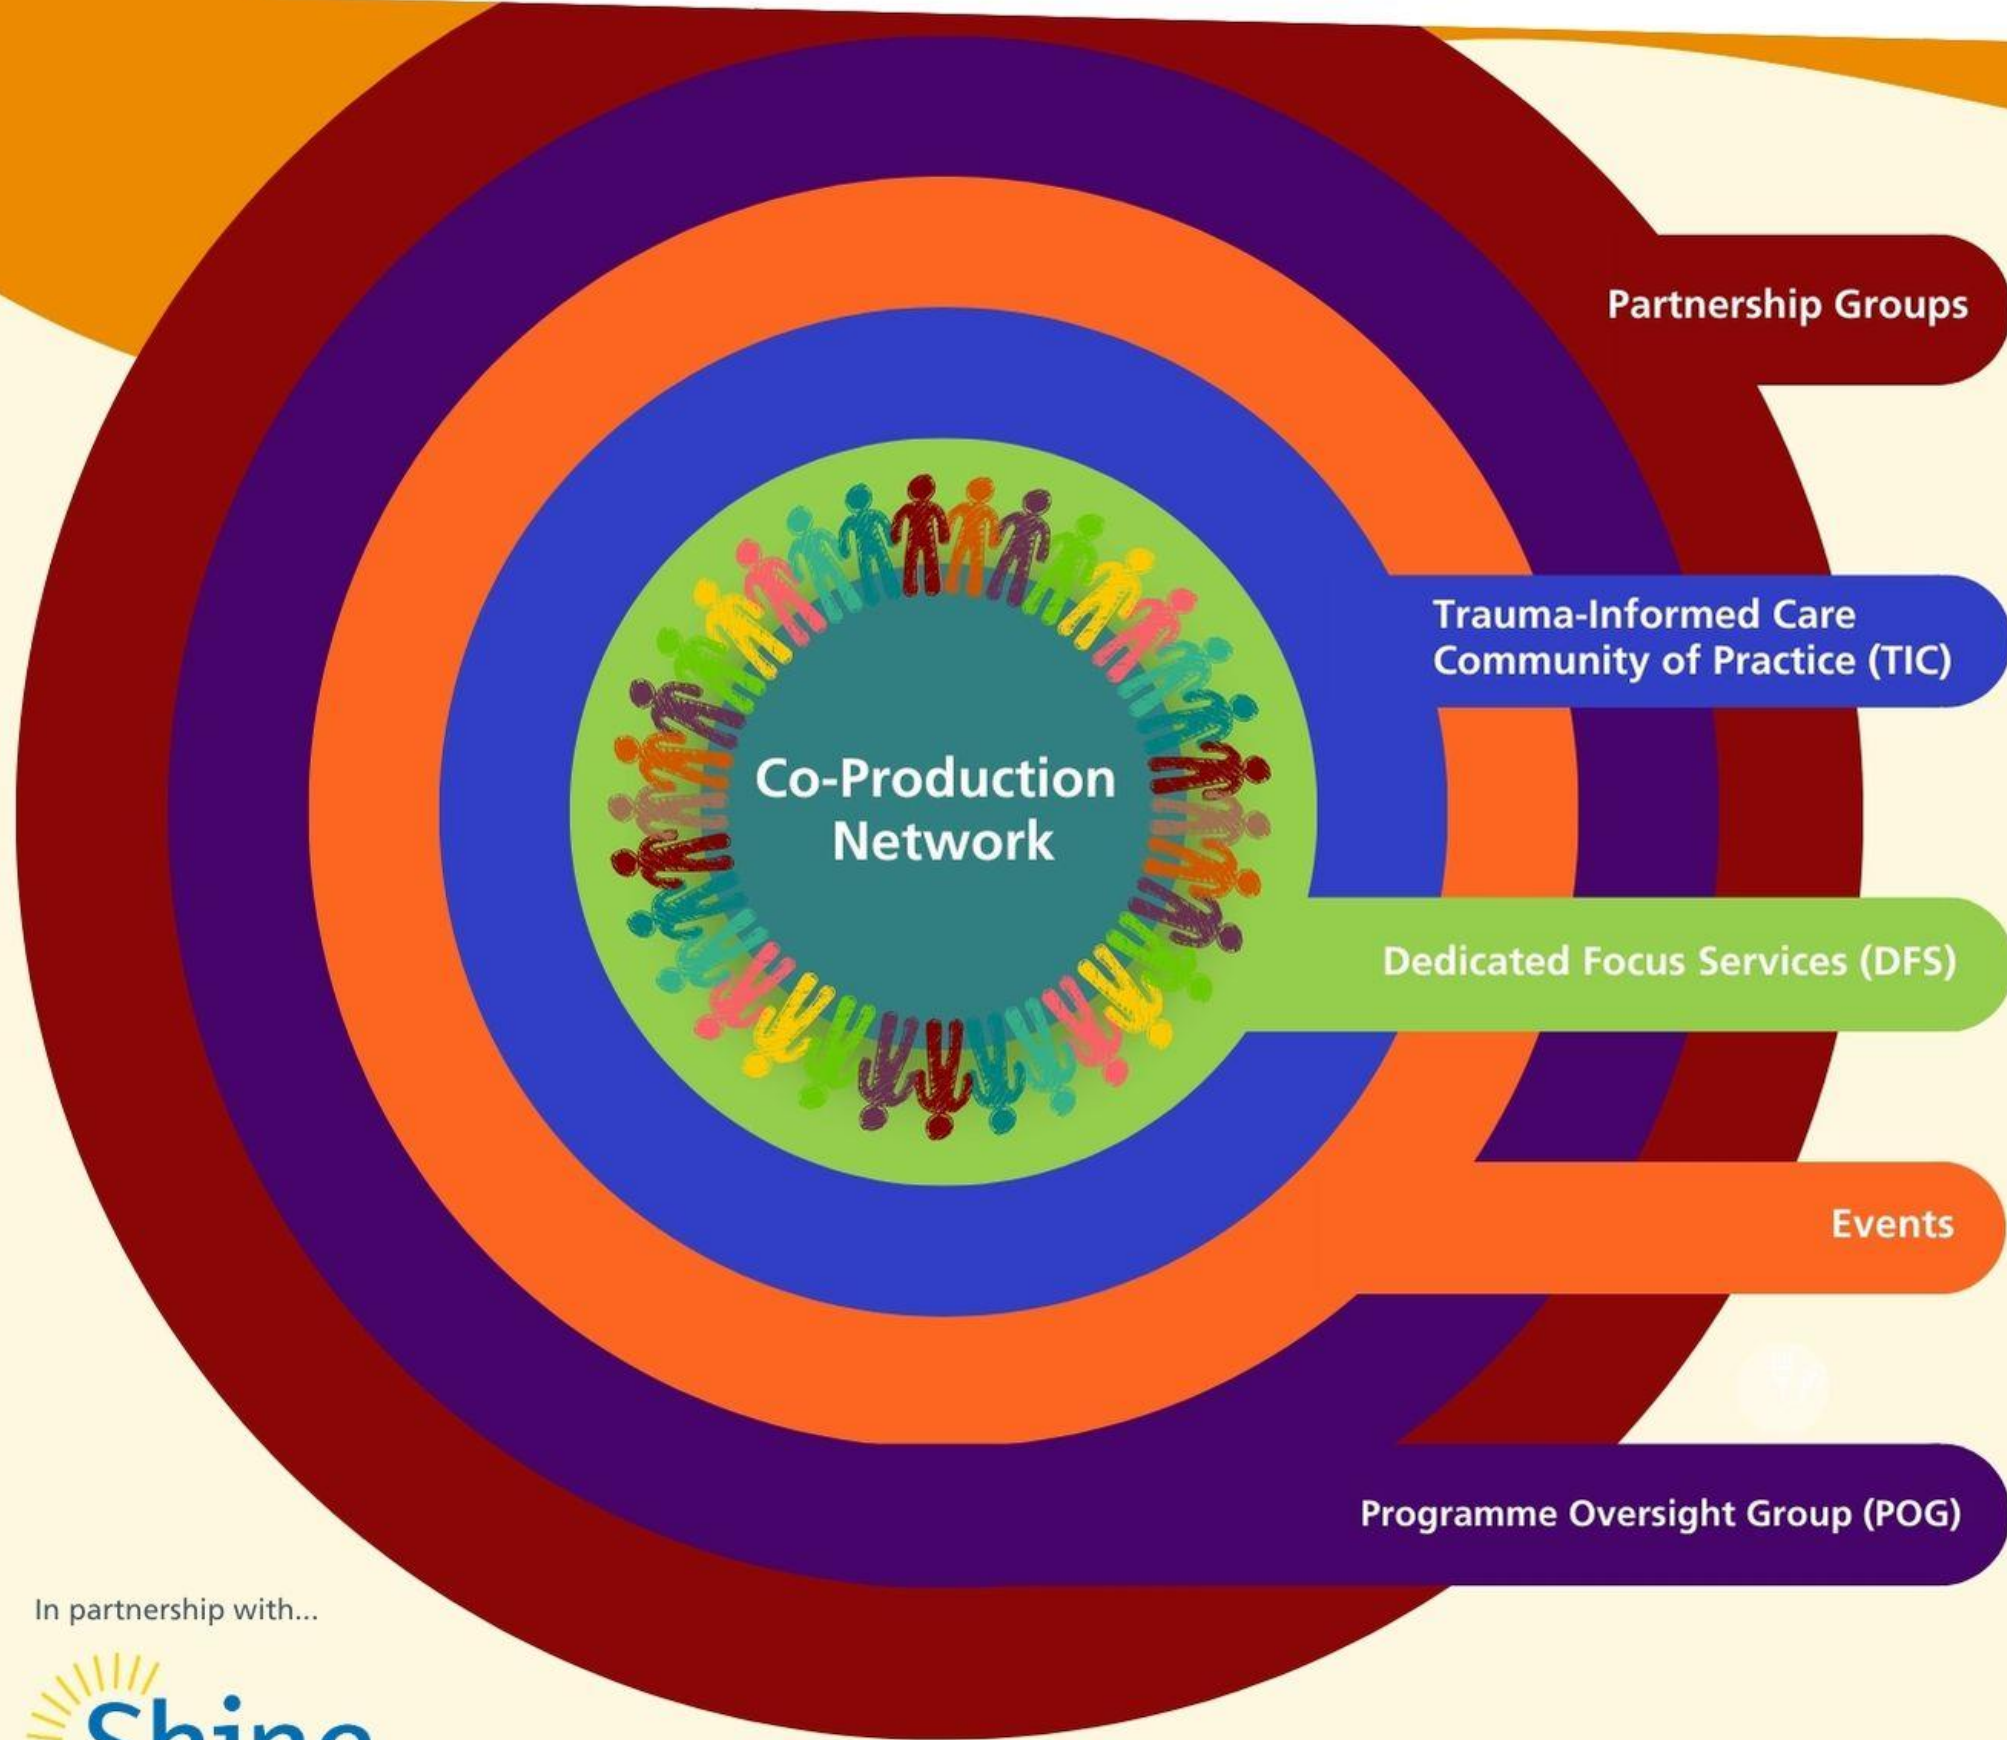 Partnership Groups
Trauma-Informed Care
Community of Practice (TIC)
Co-Production
Network
Dedicated Focus Services (DFS)
Events
Programme Oversight Group (POG)
In partnership with...
Shine